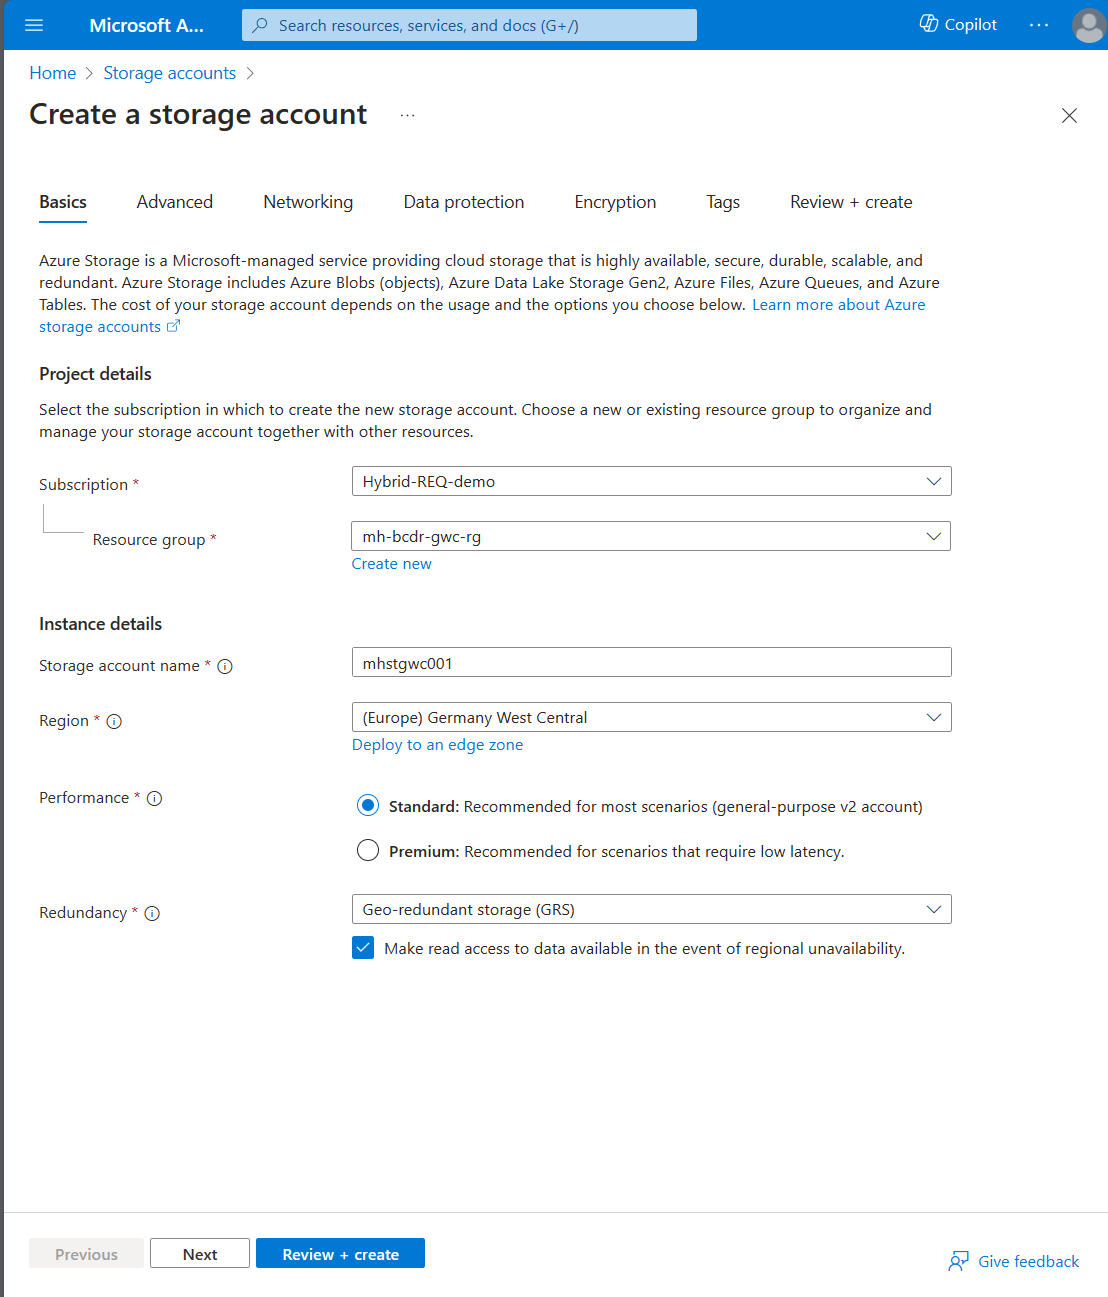 Microsoft A...
Search resources, services, and docs (G+/)
Copilot
Home > Storage accounts >
Create a storage account ...
Basics Advanced Networking Data protection Encryption Tags Review + create
Azure Storage is a Microsoft-managed service providing cloud storage that is highly available, secure, durable, scalable, and
redundant. Azure Storage includes Azure Blobs (objects), Azure Data Lake Storage Gen2, Azure Files, Azure Queues, and Azure
Tables. The cost of your storage account depends on the usage and the options you choose below. Learn more about Azure
storage accounts
Project details
Select the subscription in which to create the new storage account. Choose a new or existing resource group to organize and
manage your storage account together with other resources.
Subscription *
Hybrid-REQ-demo
Resource group *
mh-bcdr-gwc-rg
Create new
Instance details
Storage account name *
mhstgwc001
Region *
(Europe) Germany West Central
Deploy to an edge zone
Performance *
Standard: Recommended for most scenarios (general-purpose v2 account)
Premium: Recommended for scenarios that require low latency.
Redundancy *
Geo-redundant storage (GRS)
Make read access to data available in the event of regional unavailability.
Previous
Next
Review + create
Give feedback